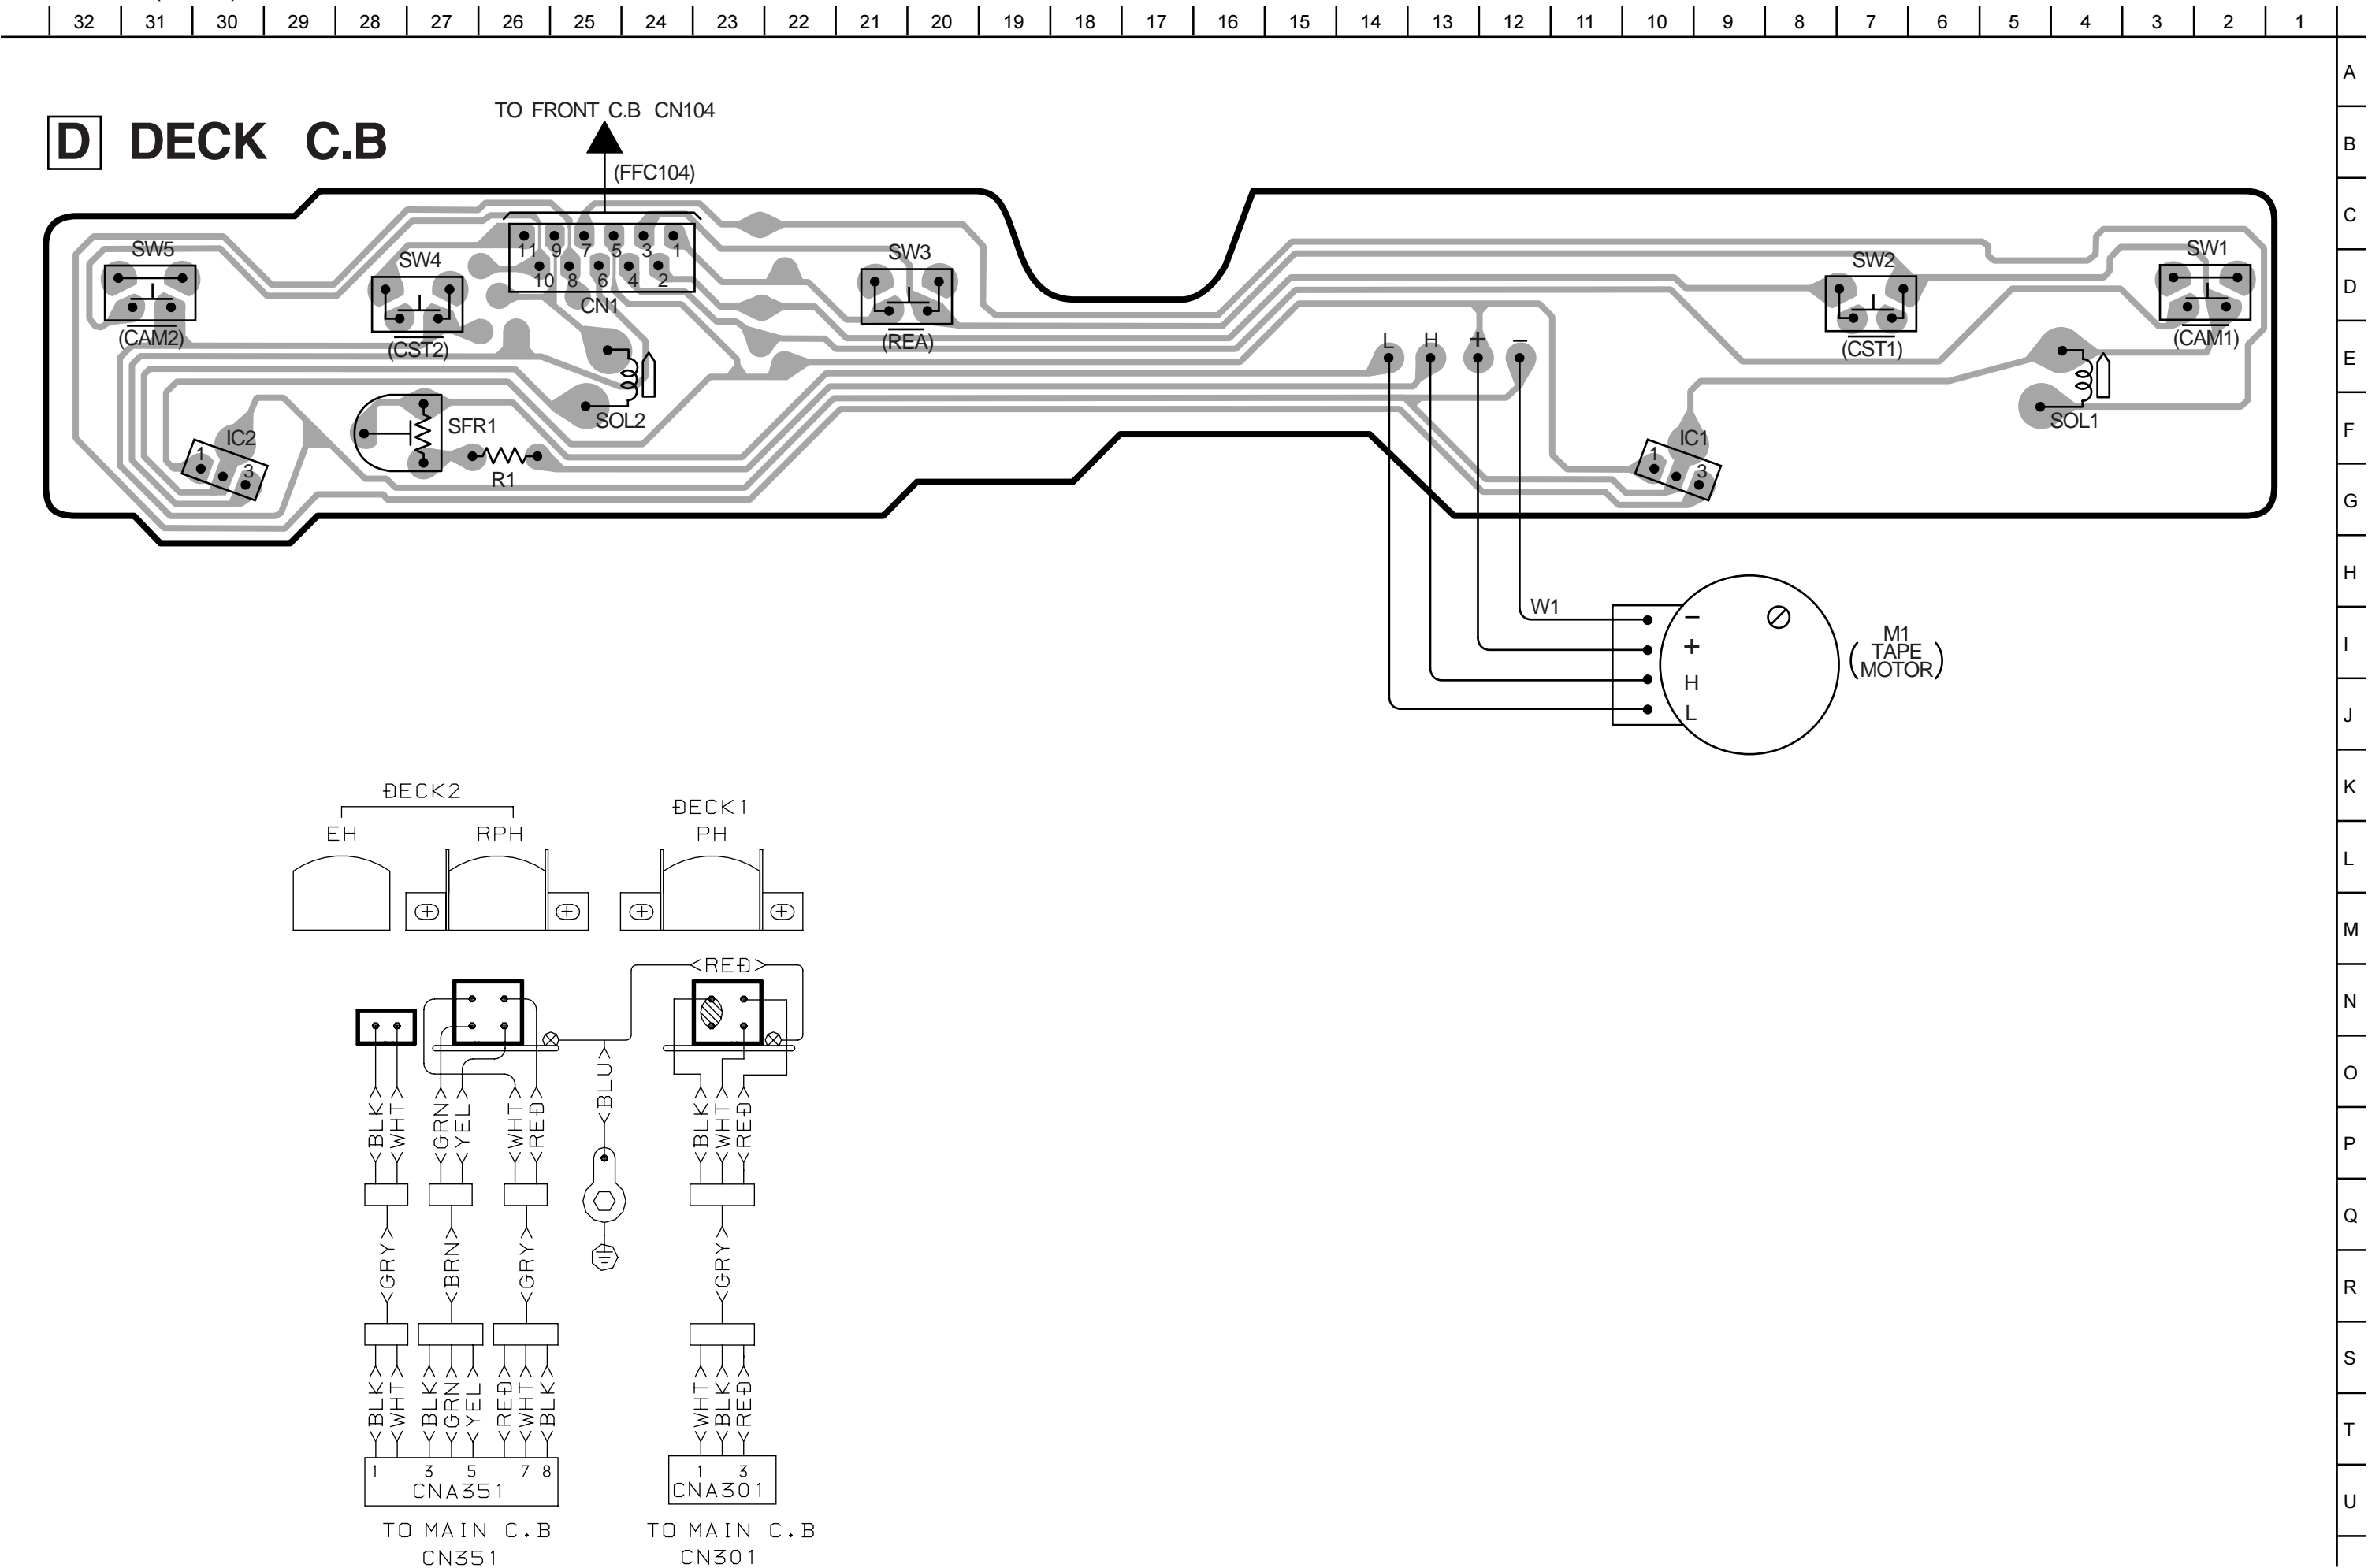 32 31 30 29 28 27 26 25 24 23 22 21 20 19 18 17 16 15 14 13 12 11 10 9 8 7 6 5 4 3 2 1
A
B
C
D
E
F
G
H
I
J
K
L
M
N
O
P
Q
R
S
T
U
D DECK C.B
TO FRONT C.B CN104
(FFC104)
SW5
(CAM2)
SW4
(CST2)
11 9 7 5 3 1
10 8 6 4 2
CN1
SW3
(REA)
SW2
(CST1)
SW1
(CAM1)
L H + −
SOL2
SOL1
SFR1
R1
IC2
1 3
IC1
1 3
W1
−
+
H
L
(M1
TAPE
MOTOR)
DECK2
EH RPH
DECK1
PH
<RED>
<BLK>
<WHT>
<GRN>
<YEL>
<WHT>
<RED>
<BLU>
<BLK>
<WHT>
<RED>
<GRY>
<BRN>
<GRY>
<GRY>
<BLK>
<WHT>
<BLK>
<GRN>
<YEL>
<RED>
<WHT>
<BLK>
<WHT>
<BLK>
<RED>
1 3 5 7 8
CNA351
1 3
CNA301
TO MAIN C.B
CN351
TO MAIN C.B
CN301